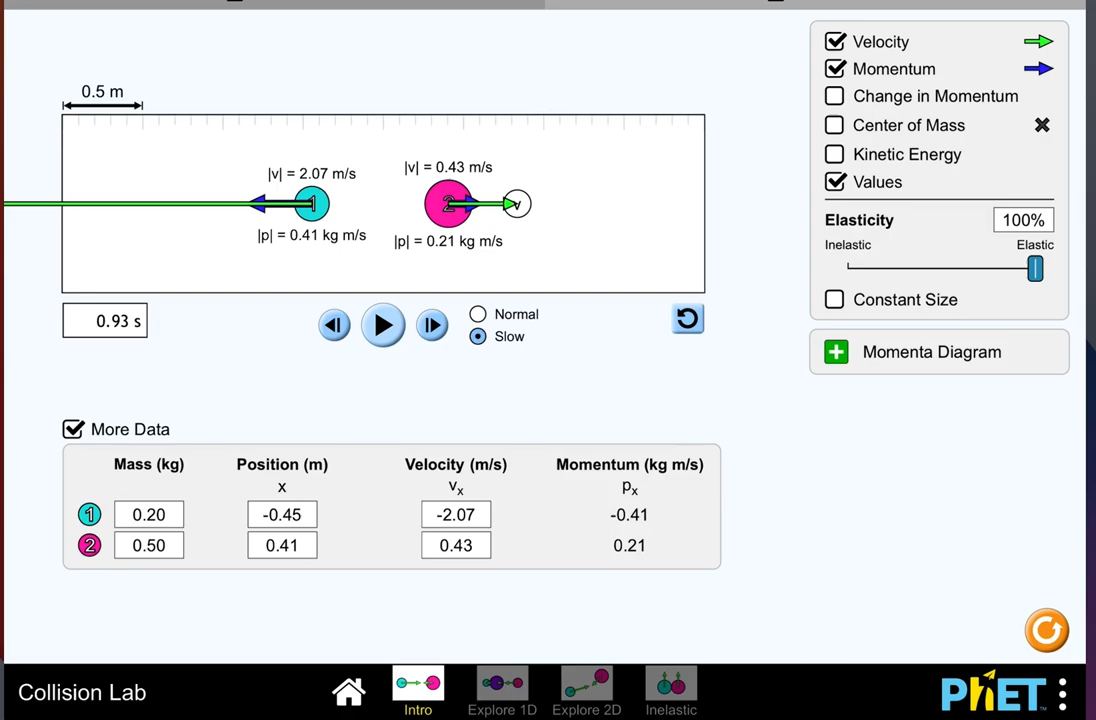 Velocity
Momentum
Change in Momentum
Center of Mass
Kinetic Energy
Values
Elasticity 100%
Inelastic Elastic
Constant Size
Momenta Diagram
0.5 m
|v| = 2.07 m/s
|v| = 0.43 m/s
1
2
|p| = 0.41 kg m/s
|p| = 0.21 kg m/s
0.93 s
Normal
Slow
More Data
Mass (kg) Position (m) Velocity (m/s) Momentum (kg m/s)
x vx px
1 0.20 -0.45 -2.07 -0.41
2 0.50 0.41 0.43 0.21
Collision Lab
Intro
Explore 1D
Explore 2D
Inelastic
PhET